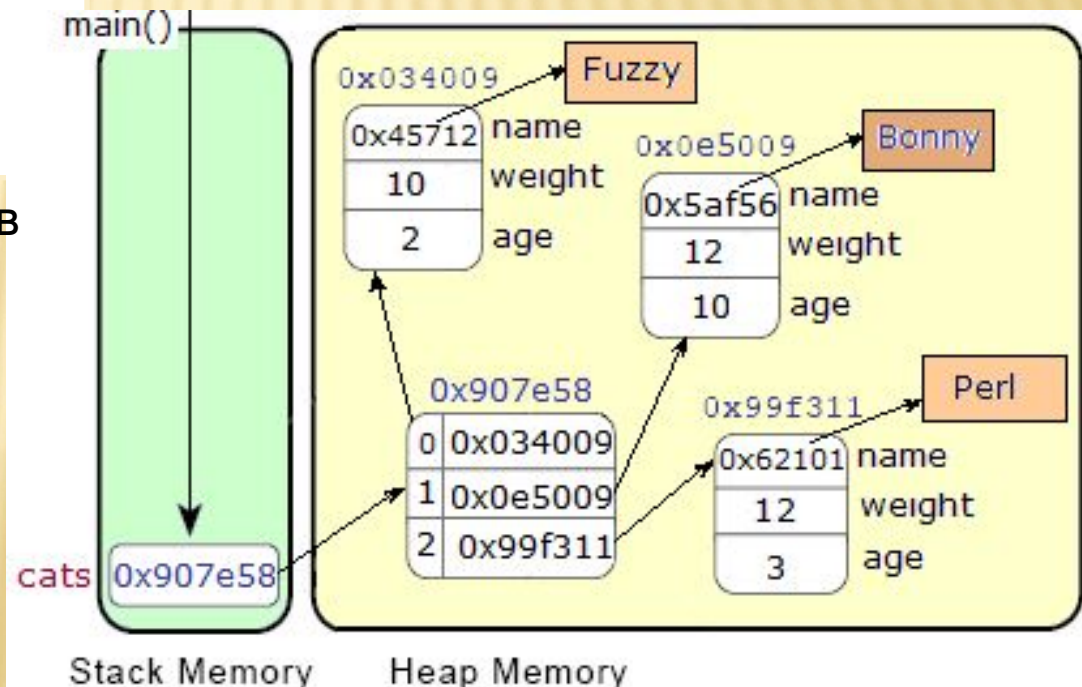 main()
в
0x034009
Fuzzy
0x45712 name
10 weight
2 age
0x0e5009
Bonny
0x5af56 name
12 weight
10 age
0x907e58
0 0x034009
1 0x0e5009
2 0x99f311
0x99f311
Perl
0x62101 name
12 weight
3 age
cats 0x907e58
Stack Memory
Heap Memory